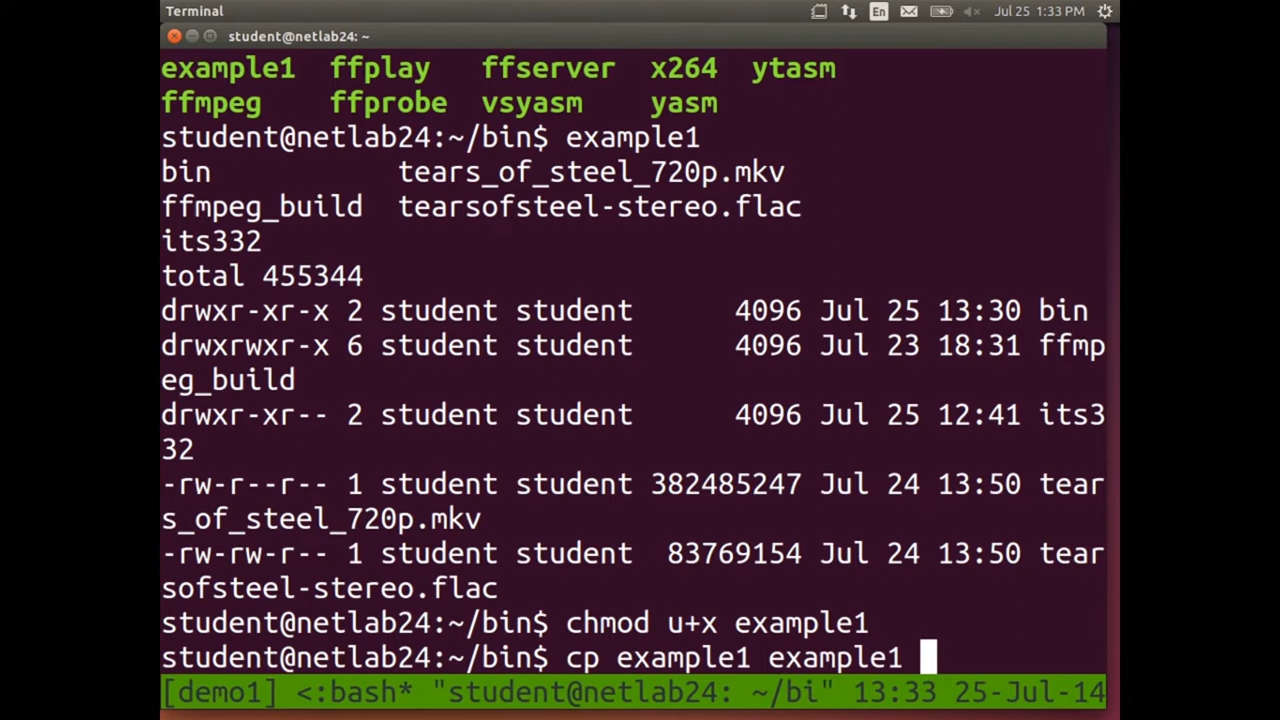 Terminal En Jul 25 1:33 PM
student@netlab24: ~
example1 ffplay ffserver x264 ytasm
ffmpeg ffprobe vsyasm yasm
student@netlab24:~/bin$ example1
bin tears_of_steel_720p.mkv
ffmpeg_build tearsofsteel-stereo.flac
its332
total 455344
drwxr-xr-x 2 student student 4096 Jul 25 13:30 bin
drwxrwxr-x 6 student student 4096 Jul 23 18:31 ffmp
eg_build
drwxr-xr-- 2 student student 4096 Jul 25 12:41 its3
32
-rw-r--r-- 1 student student 382485247 Jul 24 13:50 tear
s_of_steel_720p.mkv
-rw-rw-r-- 1 student student 83769154 Jul 24 13:50 tear
sofsteel-stereo.flac
student@netlab24:~/bin$ chmod u+x example1
student@netlab24:~/bin$ cp example1 example1
[demo1] <:bash* "student@netlab24: ~/bi" 13:33 25-Jul-14